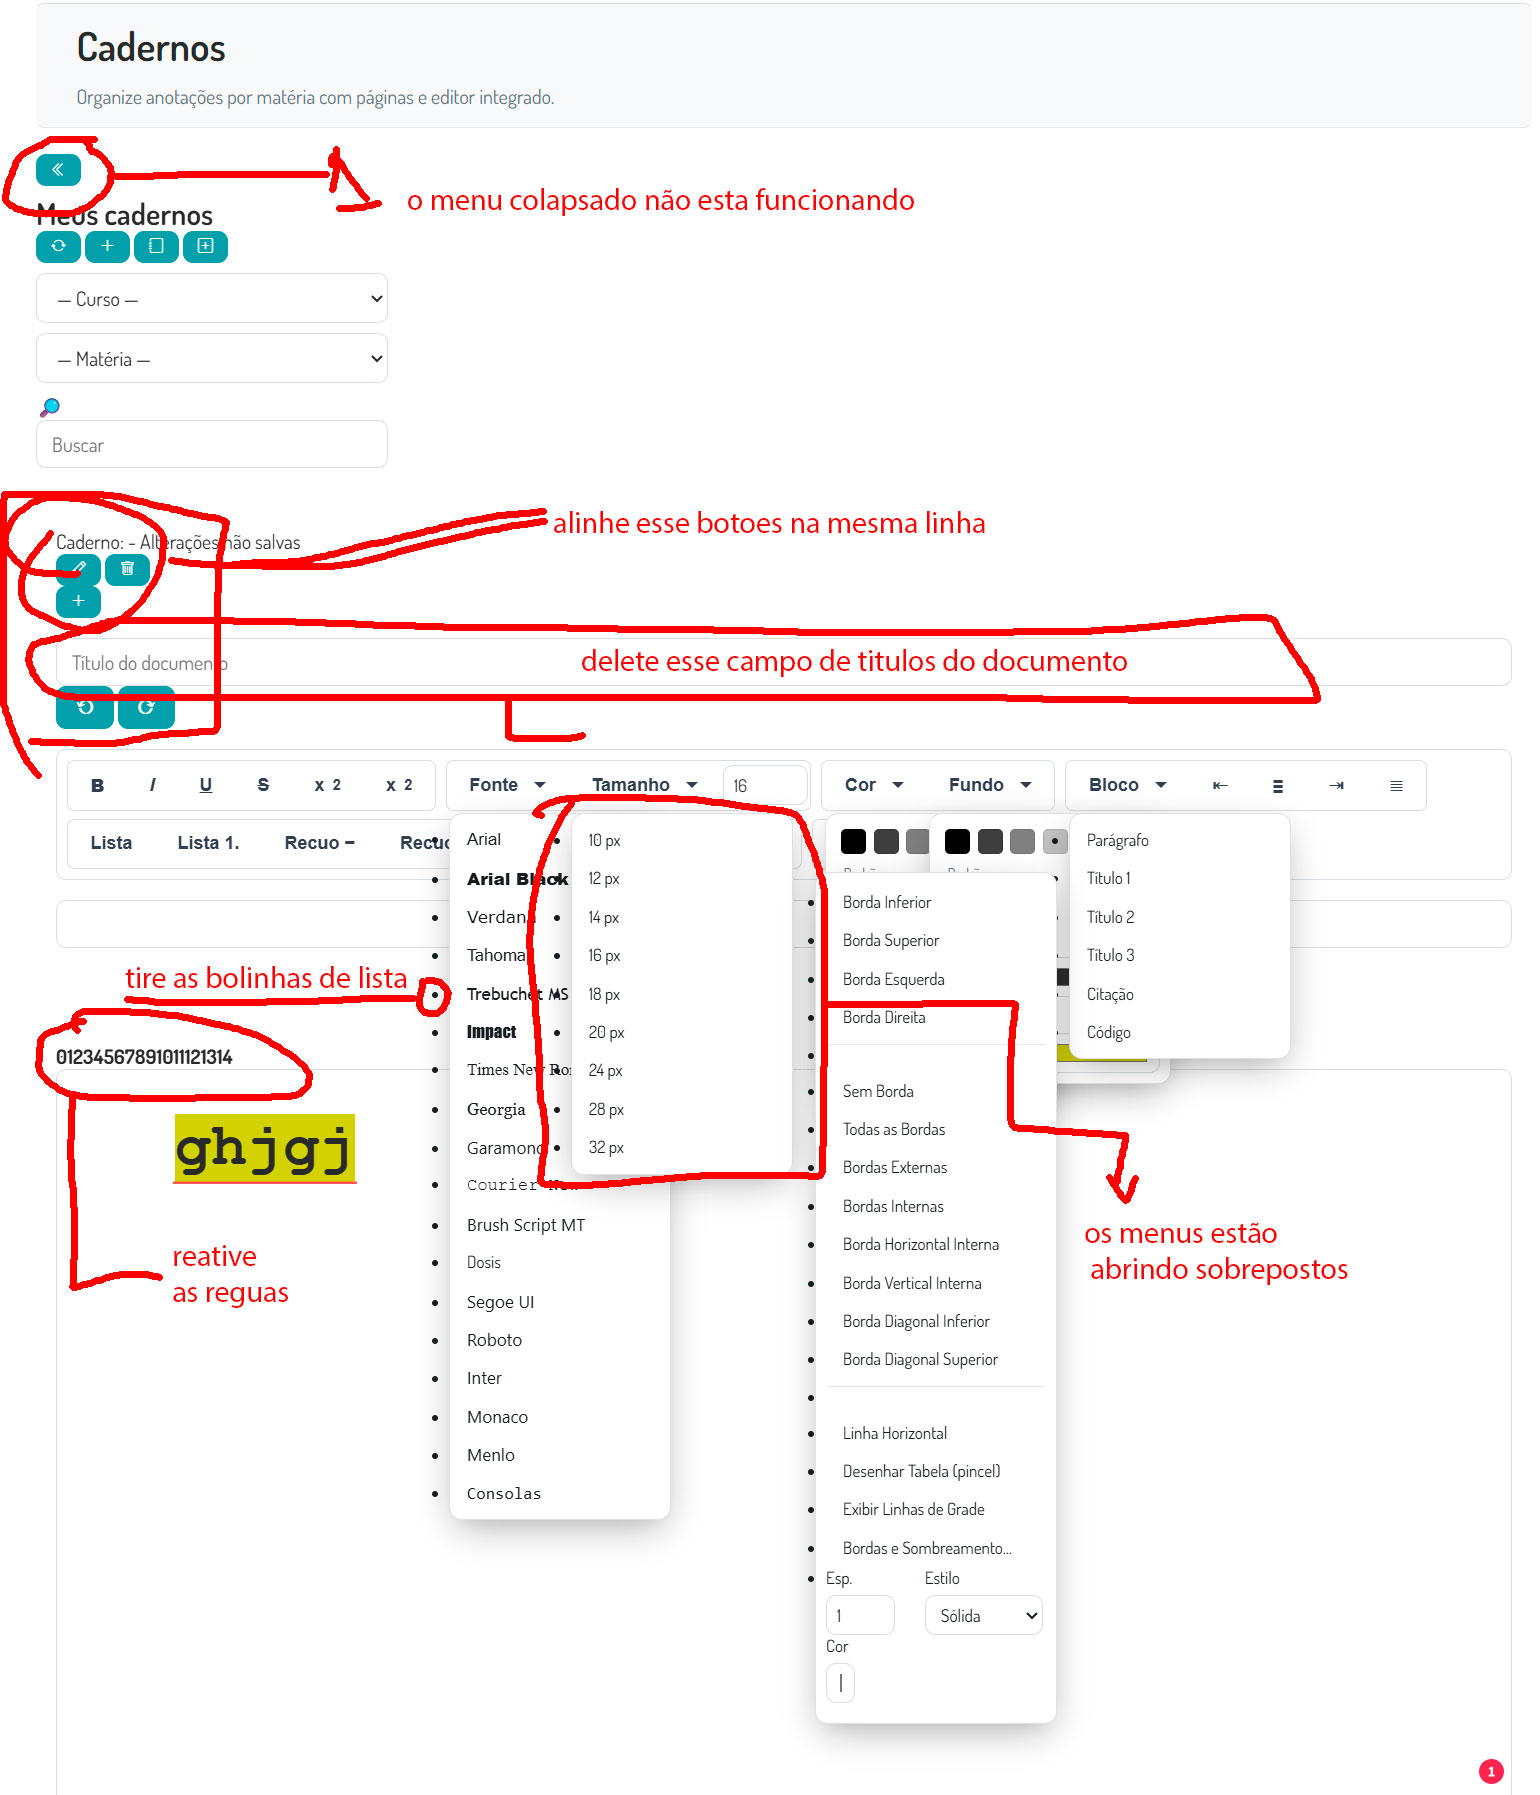 Cadernos
Organize anotações por matéria com páginas e editor integrado.
o menu colapsado não esta funcionando
Meus cadernos
— Curso —
— Matéria —
Buscar
alinhe esse botoes na mesma linha
Caderno: - Alterações não salvas
Título do documento
delete esse campo de titulos do documento
B I U S x 2 x 2
Fonte Tamanho 16
Cor Fundo
Bloco
Lista Lista 1. Recuo − Recuo
Arial
Arial Black
Verdana
Tahoma
Trebuchet MS
Impact
Times New Ro
Georgia
Garamond
Courier New
Brush Script MT
Dosis
Segoe UI
Roboto
Inter
Monaco
Menlo
Consolas
10 px
12 px
14 px
16 px
18 px
20 px
24 px
28 px
32 px
Borda Inferior
Borda Superior
Borda Esquerda
Borda Direita
Sem Borda
Todas as Bordas
Bordas Externas
Bordas Internas
Borda Horizontal Interna
Borda Vertical Interna
Borda Diagonal Inferior
Borda Diagonal Superior
Linha Horizontal
Desenhar Tabela (pincel)
Exibir Linhas de Grade
Bordas e Sombreamento...
Esp. Estilo
1 Sólida
Cor
Parágrafo
Título 1
Título 2
Título 3
Citação
Código
tire as bolinhas de lista
01234567891011121314
ghjgj
reative
as reguas
os menus estão
abrindo sobrepostos
1